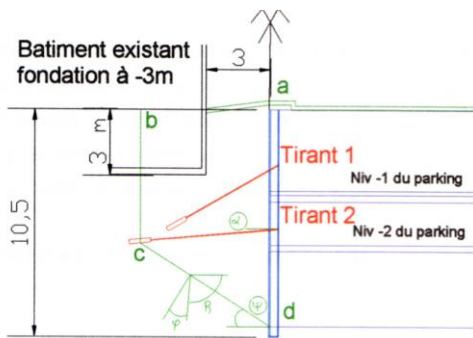 Batiment existant
fondation à -3m
3
a
b
3 m
Tirant 1
Niv -1 du parking
10,5
Tirant 2
α
Niv -2 du parking
c
φ
R
ψ
d